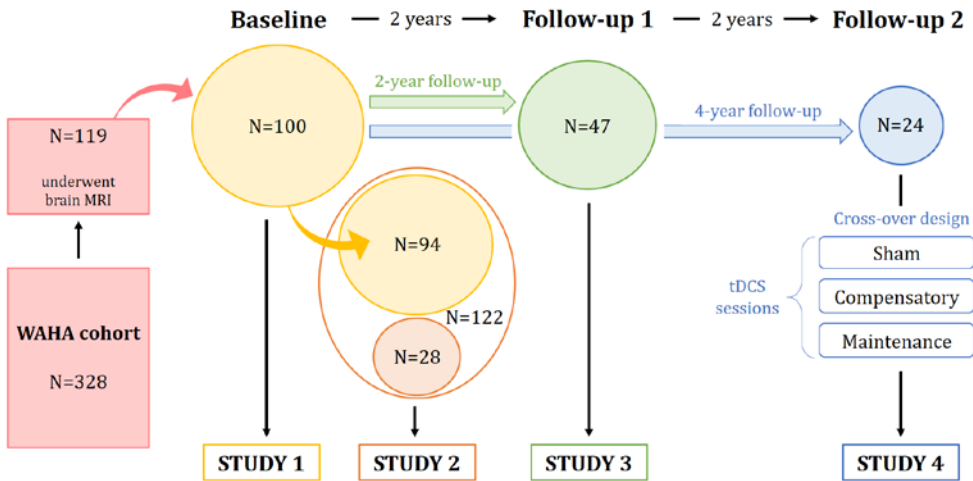 Baseline
2 years
Follow-up 1
2 years
Follow-up 2
N=119
underwent
brain MRI
WAHA cohort
N=328
N=100
2-year follow-up
N=47
4-year follow-up
N=24
N=94
N=122
N=28
Cross-over design
tDCS
sessions
Sham
Compensatory
Maintenance
STUDY 1
STUDY 2
STUDY 3
STUDY 4